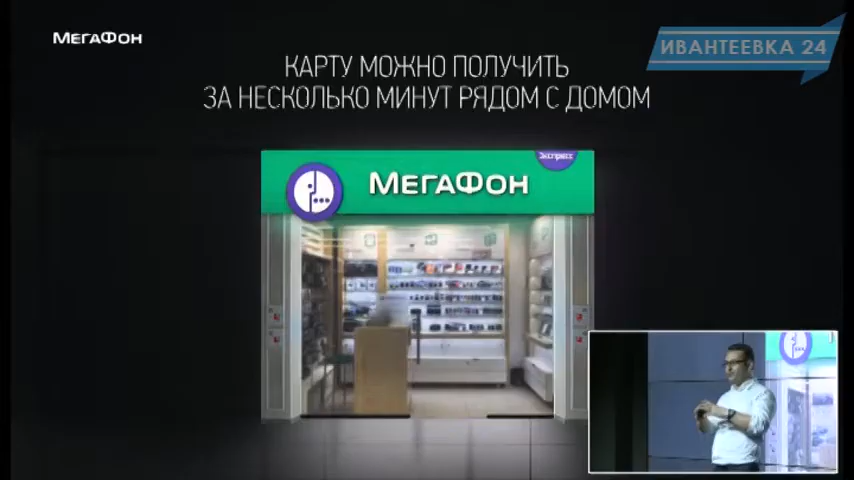 МЕГАФОН
ИВАНТЕЕВКА 24
КАРТУ МОЖНО ПОЛУЧИТЬ
ЗА НЕСКОЛЬКО МИНУТ РЯДОМ С ДОМОМ
Экспресс
МЕГАФОН